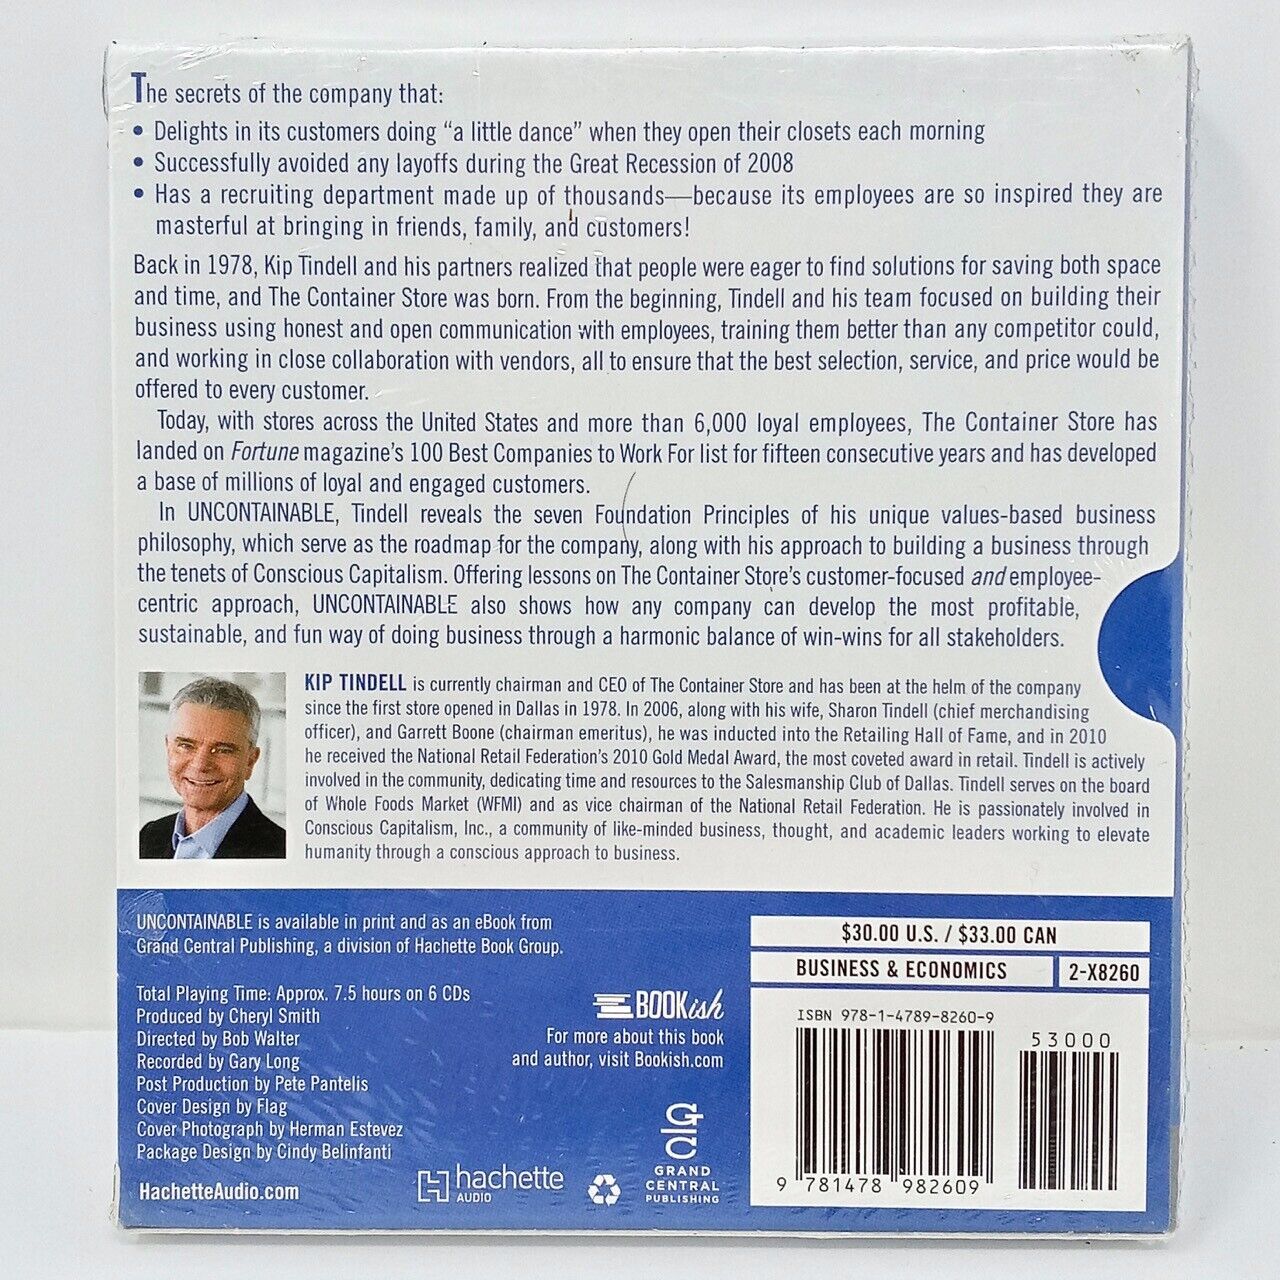 The secrets of the company that:
• Delights in its customers doing “a little dance” when they open their closets each morning
• Successfully avoided any layoffs during the Great Recession of 2008
• Has a recruiting department made up of thousands—because its employees are so inspired they are
masterful at bringing in friends, family, and customers!
Back in 1978, Kip Tindell and his partners realized that people were eager to find solutions for saving both space
and time, and The Container Store was born. From the beginning, Tindell and his team focused on building their
business using honest and open communication with employees, training them better than any competitor could,
and working in close collaboration with vendors, all to ensure that the best selection, service, and price would be
offered to every customer.
Today, with stores across the United States and more than 6,000 loyal employees, The Container Store has
landed on Fortune magazine’s 100 Best Companies to Work For list for fifteen consecutive years and has developed
a base of millions of loyal and engaged customers.
In UNCONTAINABLE, Tindell reveals the seven Foundation Principles of his unique values-based business
philosophy, which serve as the roadmap for the company, along with his approach to building a business through
the tenets of Conscious Capitalism. Offering lessons on The Container Store’s customer-focused and employee-
centric approach, UNCONTAINABLE also shows how any company can develop the most profitable,
sustainable, and fun way of doing business through a harmonic balance of win-wins for all stakeholders.
KIP TINDELL is currently chairman and CEO of The Container Store and has been at the helm of the company
since the first store opened in Dallas in 1978. In 2006, along with his wife, Sharon Tindell (chief merchandising
officer), and Garrett Boone (chairman emeritus), he was inducted into the Retailing Hall of Fame, and in 2010
he received the National Retail Federation’s 2010 Gold Medal Award, the most coveted award in retail. Tindell is actively
involved in the community, dedicating time and resources to the Salesmanship Club of Dallas. Tindell serves on the board
of Whole Foods Market (WFMI) and as vice chairman of the National Retail Federation. He is passionately involved in
Conscious Capitalism, Inc., a community of like-minded business, thought, and academic leaders working to elevate
humanity through a conscious approach to business.
UNCONTAINABLE is available in print and as an eBook from
Grand Central Publishing, a division of Hachette Book Group.
Total Playing Time: Approx. 7.5 hours on 6 CDs
Produced by Cheryl Smith
Directed by Bob Walter
Recorded by Gary Long
Post Production by Pete Pantelis
Cover Design by Flag
Cover Photograph by Herman Estevez
Package Design by Cindy Belinfanti
HachetteAudio.com
hachette
AUDIO
BOOKish
For more about this book
and author, visit Bookish.com
GC
GRAND
CENTRAL
PUBLISHING
$30.00 U.S. / $33.00 CAN
BUSINESS & ECONOMICS 2-X8260
ISBN 978-1-4789-8260-9
53000
9 781478 982609